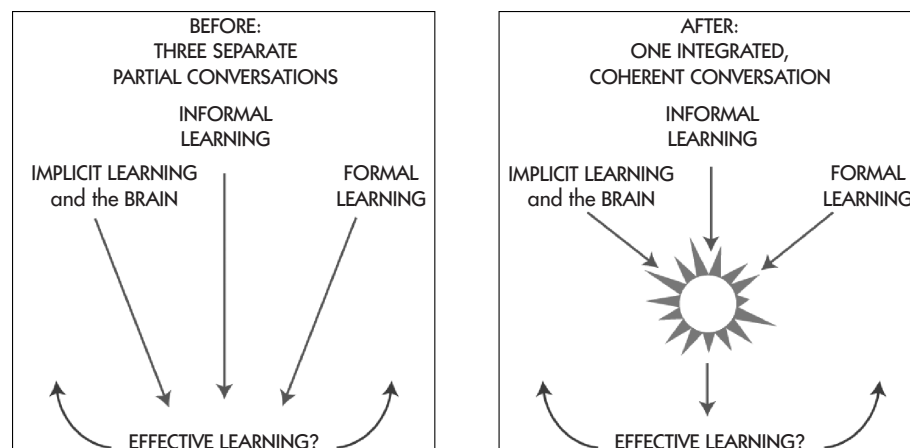 BEFORE:
THREE SEPARATE
PARTIAL CONVERSATIONS
INFORMAL
LEARNING
IMPLICIT LEARNING
and the BRAIN
FORMAL
LEARNING
EFFECTIVE LEARNING?
AFTER:
ONE INTEGRATED,
COHERENT CONVERSATION
INFORMAL
LEARNING
IMPLICIT LEARNING
and the BRAIN
FORMAL
LEARNING
EFFECTIVE LEARNING?